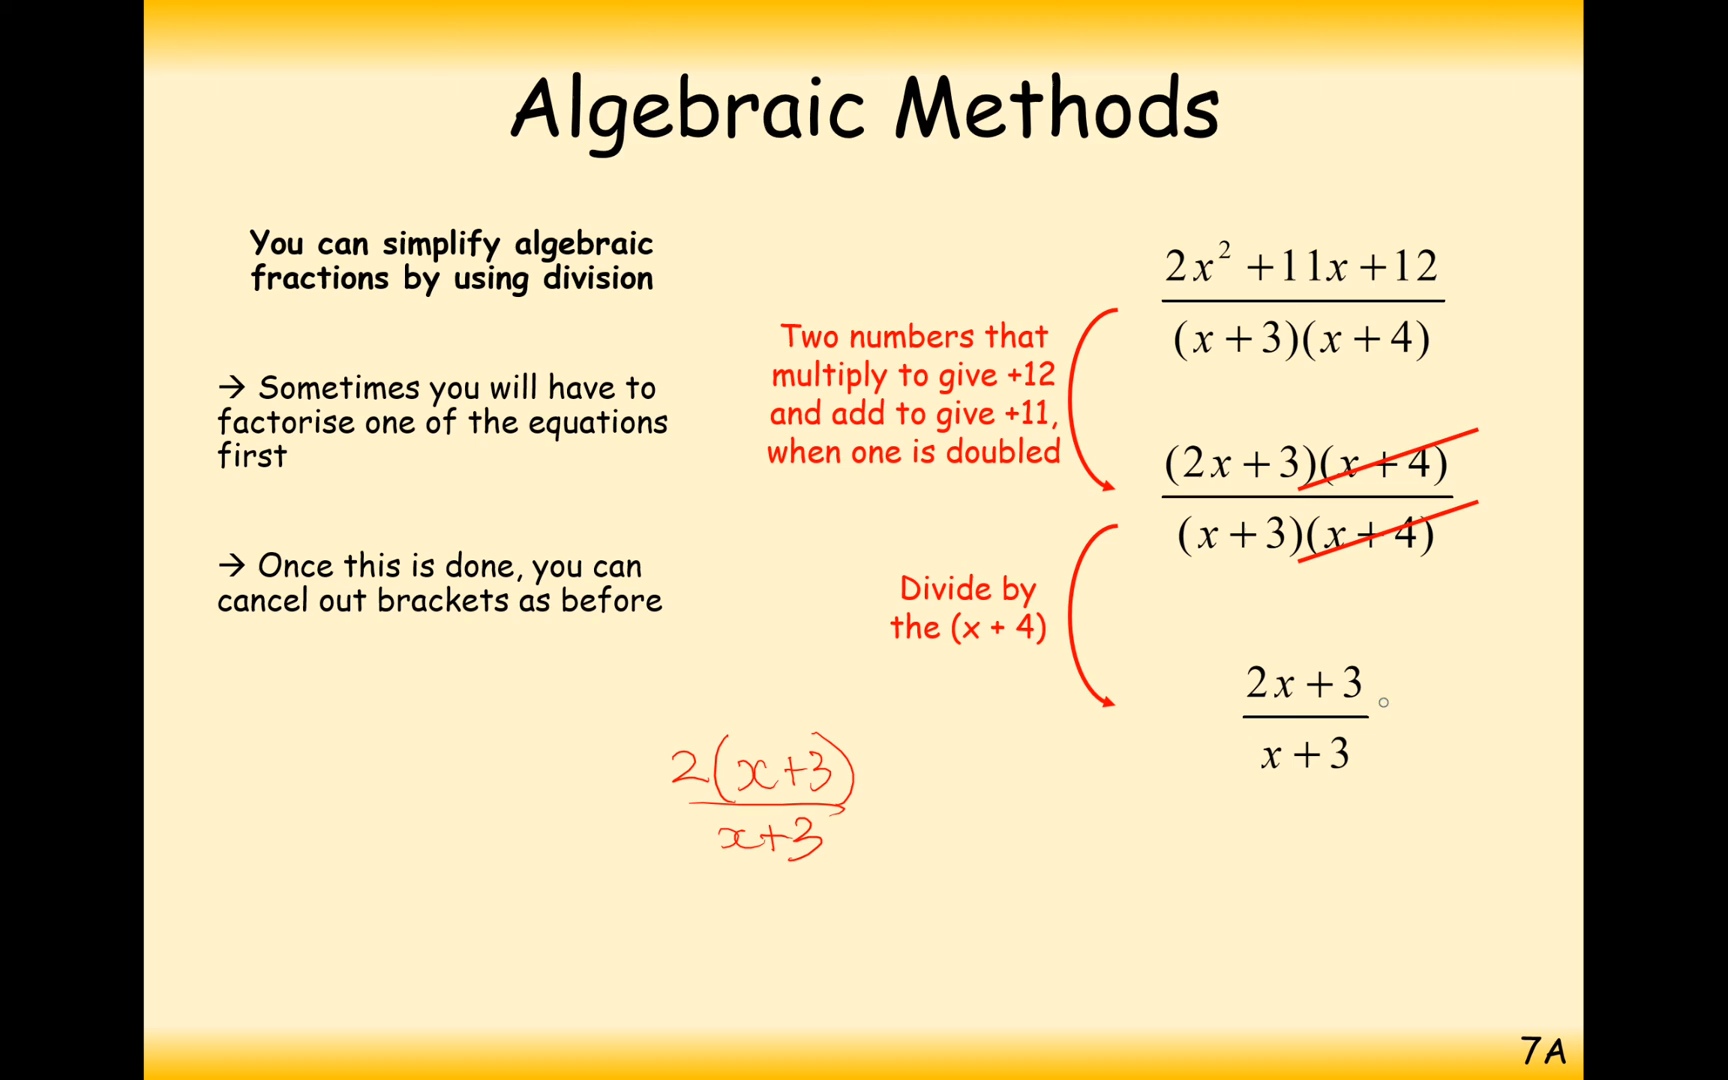 Algebraic Methods
You can simplify algebraic
fractions by using division
→ Sometimes you will have to
factorise one of the equations
first
→ Once this is done, you can
cancel out brackets as before
2x² + 11x + 12
(x + 3)(x + 4)
Two numbers that
multiply to give +12
and add to give +11,
when one is doubled
(2x + 3)(x + 4)
(x + 3)(x + 4)
Divide by
the (x + 4)
2x + 3
x + 3
2(x+3)
x+3
7A